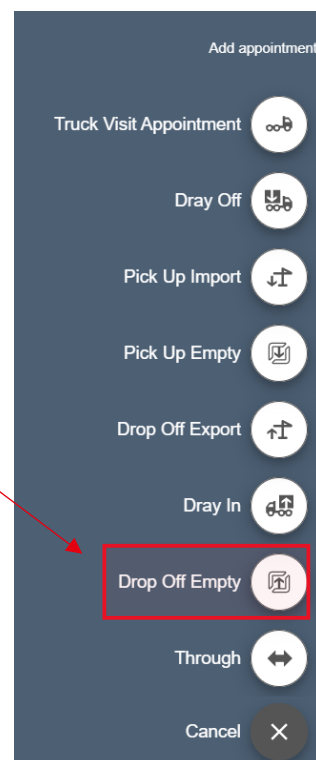 Add appointment
Truck Visit Appointment
Dray Off
Pick Up Import
Pick Up Empty
Drop Off Export
Dray In
Drop Off Empty
Through
Cancel